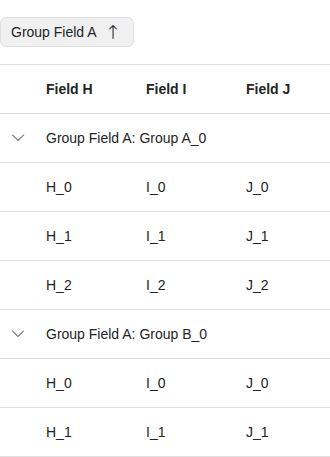 Group Field A ↑
Field H Field I Field J
Group Field A: Group A_0
H_0 I_0 J_0
H_1 I_1 J_1
H_2 I_2 J_2
Group Field A: Group B_0
H_0 I_0 J_0
H_1 I_1 J_1